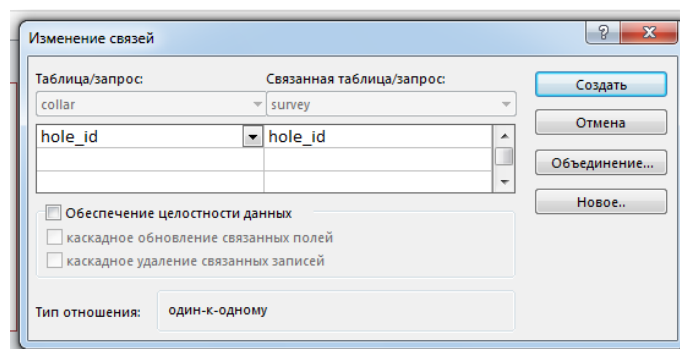 Изменение связей
Таблица/запрос: Связанная таблица/запрос:
Создать
collar survey
Отмена
hole_id hole_id
Объединение...
Новое..
Обеспечение целостности данных
каскадное обновление связанных полей
каскадное удаление связанных записей
Тип отношения: один-к-одному